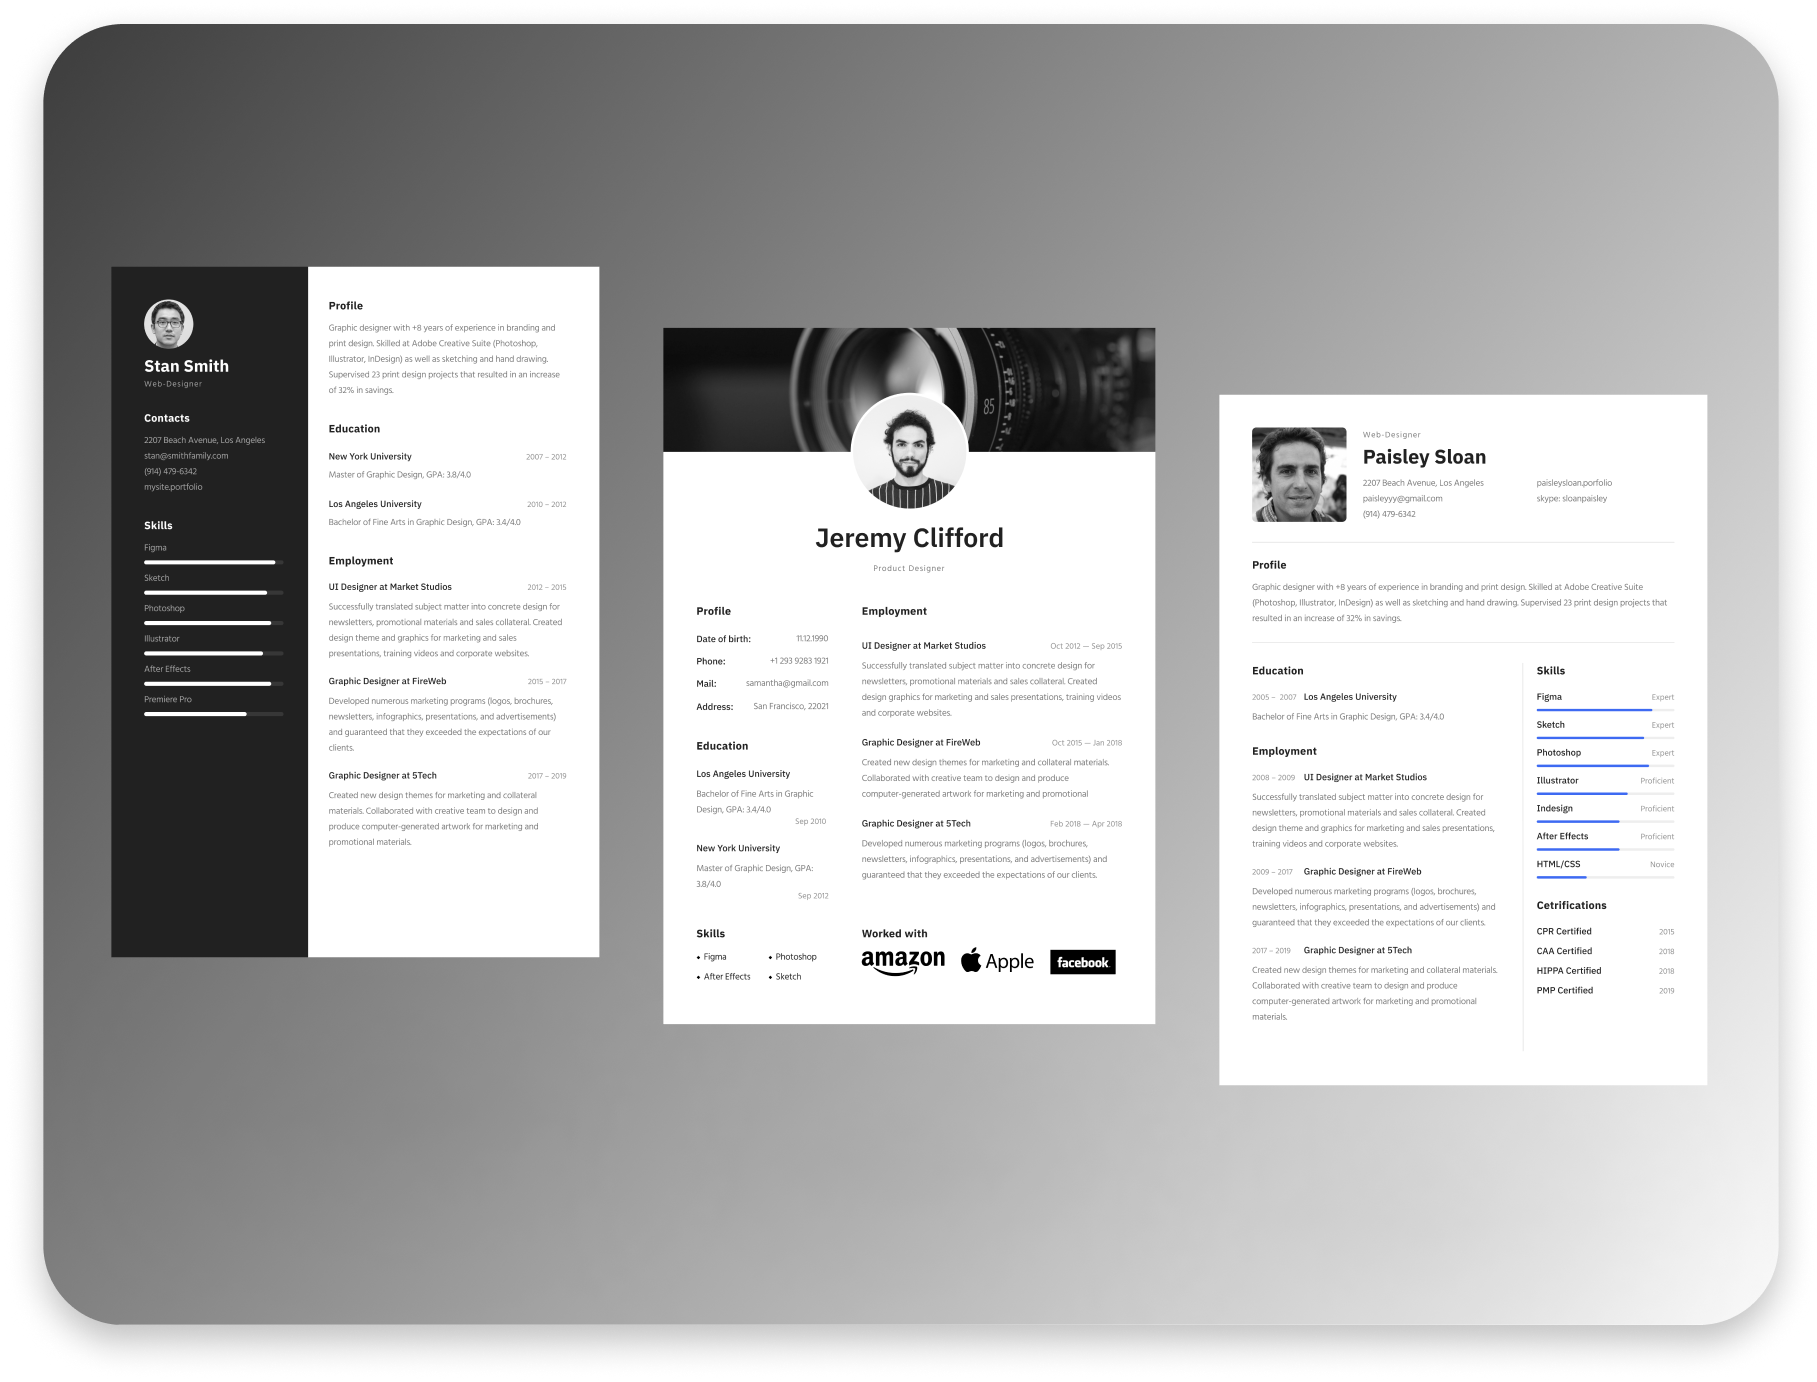 Stan Smith
Web-Designer
Contacts
2207 Beach Avenue, Los Angeles
stan@smithfamily.com
(914) 479-6342
mysite.portfolio
Skills
Figma
Sketch
Photoshop
Illustrator
After Effects
Premiere Pro
Profile
Graphic designer with +8 years of experience in branding and
print design. Skilled at Adobe Creative Suite (Photoshop,
Illustrator, InDesign) as well as sketching and hand drawing.
Supervised 23 print design projects that resulted in an increase
of 32% in savings.
Education
New York University 2007 – 2012
Master of Graphic Design, GPA: 3.8/4.0
Los Angeles University 2010 – 2012
Bachelor of Fine Arts in Graphic Design, GPA: 3.4/4.0
Employment
UI Designer at Market Studios 2012 – 2015
Successfully translated subject matter into concrete design for
newsletters, promotional materials and sales collateral. Created
design theme and graphics for marketing and sales
presentations, training videos and corporate websites.
Graphic Designer at FireWeb 2015 – 2017
Developed numerous marketing programs (logos, brochures,
newsletters, infographics, presentations, and advertisements)
and guaranteed that they exceeded the expectations of our
clients.
Graphic Designer at 5Tech 2017 – 2019
Created new design themes for marketing and collateral
materials. Collaborated with creative team to design and
produce computer-generated artwork for marketing and
promotional materials.
85
Jeremy Clifford
Product Designer
Profile
Date of birth: 11.12.1990
Phone: +1 293 9283 1921
Mail: samantha@gmail.com
Address: San Francisco, 22021
Education
Los Angeles University
Bachelor of Fine Arts in Graphic
Design, GPA: 3.4/4.0
Sep 2010
New York University
Master of Graphic Design, GPA:
3.8/4.0
Sep 2012
Skills
• Figma • Photoshop
• After Effects • Sketch
Employment
UI Designer at Market Studios Oct 2012 — Sep 2015
Successfully translated subject matter into concrete design for
newsletters, promotional materials and sales collateral. Created
design graphics for marketing and sales presentations, training videos
and corporate websites.
Graphic Designer at FireWeb Oct 2015 — Jan 2018
Created new design themes for marketing and collateral materials.
Collaborated with creative team to design and produce
computer-generated artwork for marketing and promotional
Graphic Designer at 5Tech Feb 2018 — Apr 2018
Developed numerous marketing programs (logos, brochures,
newsletters, infographics, presentations, and advertisements) and
guaranteed that they exceeded the expectations of our clients.
Worked with
amazon Apple facebook
Web-Designer
Paisley Sloan
2207 Beach Avenue, Los Angeles paisleysloan.porfolio
paisleyyy@gmail.com skype: sloanpaisley
(914) 479-6342
Profile
Graphic designer with +8 years of experience in branding and print design. Skilled at Adobe Creative Suite
(Photoshop, Illustrator, InDesign) as well as sketching and hand drawing. Supervised 23 print design projects that
resulted in an increase of 32% in savings.
Education
2005 – 2007 Los Angeles University
Bachelor of Fine Arts in Graphic Design, GPA: 3.4/4.0
Employment
2008 – 2009 UI Designer at Market Studios
Successfully translated subject matter into concrete design for
newsletters, promotional materials and sales collateral. Created
design theme and graphics for marketing and sales presentations,
training videos and corporate websites.
2009 – 2017 Graphic Designer at FireWeb
Developed numerous marketing programs (logos, brochures,
newsletters, infographics, presentations, and advertisements) and
guaranteed that they exceeded the expectations of our clients.
2017 – 2019 Graphic Designer at 5Tech
Created new design themes for marketing and collateral materials.
Collaborated with creative team to design and produce
computer-generated artwork for marketing and promotional
materials.
Skills
Figma Expert
Sketch Expert
Photoshop Expert
Illustrator Proficient
Indesign Proficient
After Effects Proficient
HTML/CSS Novice
Cetrifications
CPR Certified 2015
CAA Certified 2018
HIPPA Certified 2018
PMP Certified 2019